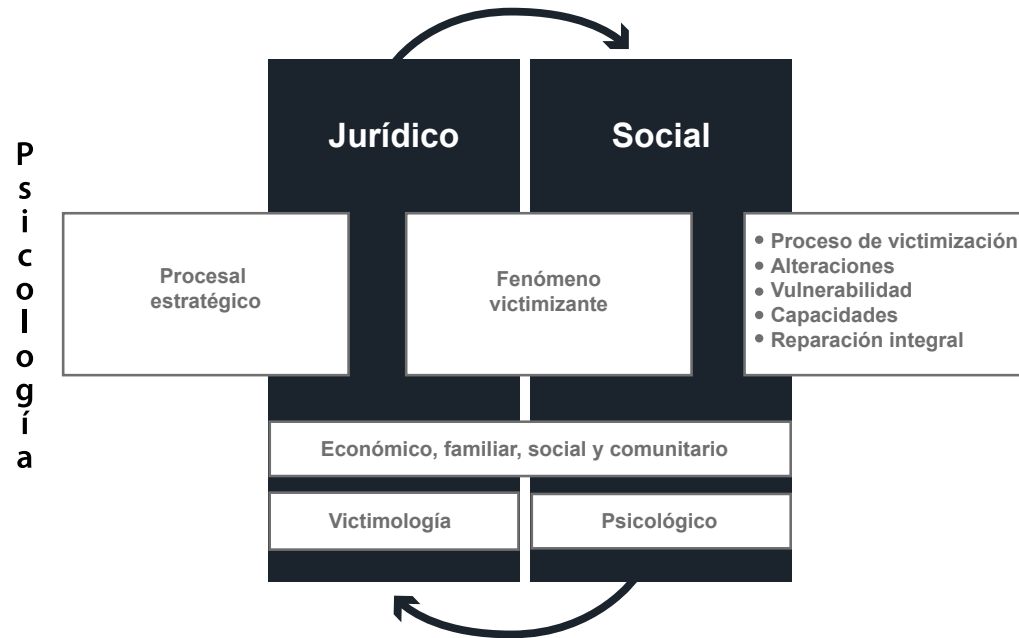 Psicología
Jurídico
Social
Procesal
estratégico
Fenómeno
victimizante
• Proceso de victimización
• Alteraciones
• Vulnerabilidad
• Capacidades
• Reparación integral
Económico, familiar, social y comunitario
Victimología
Psicológico